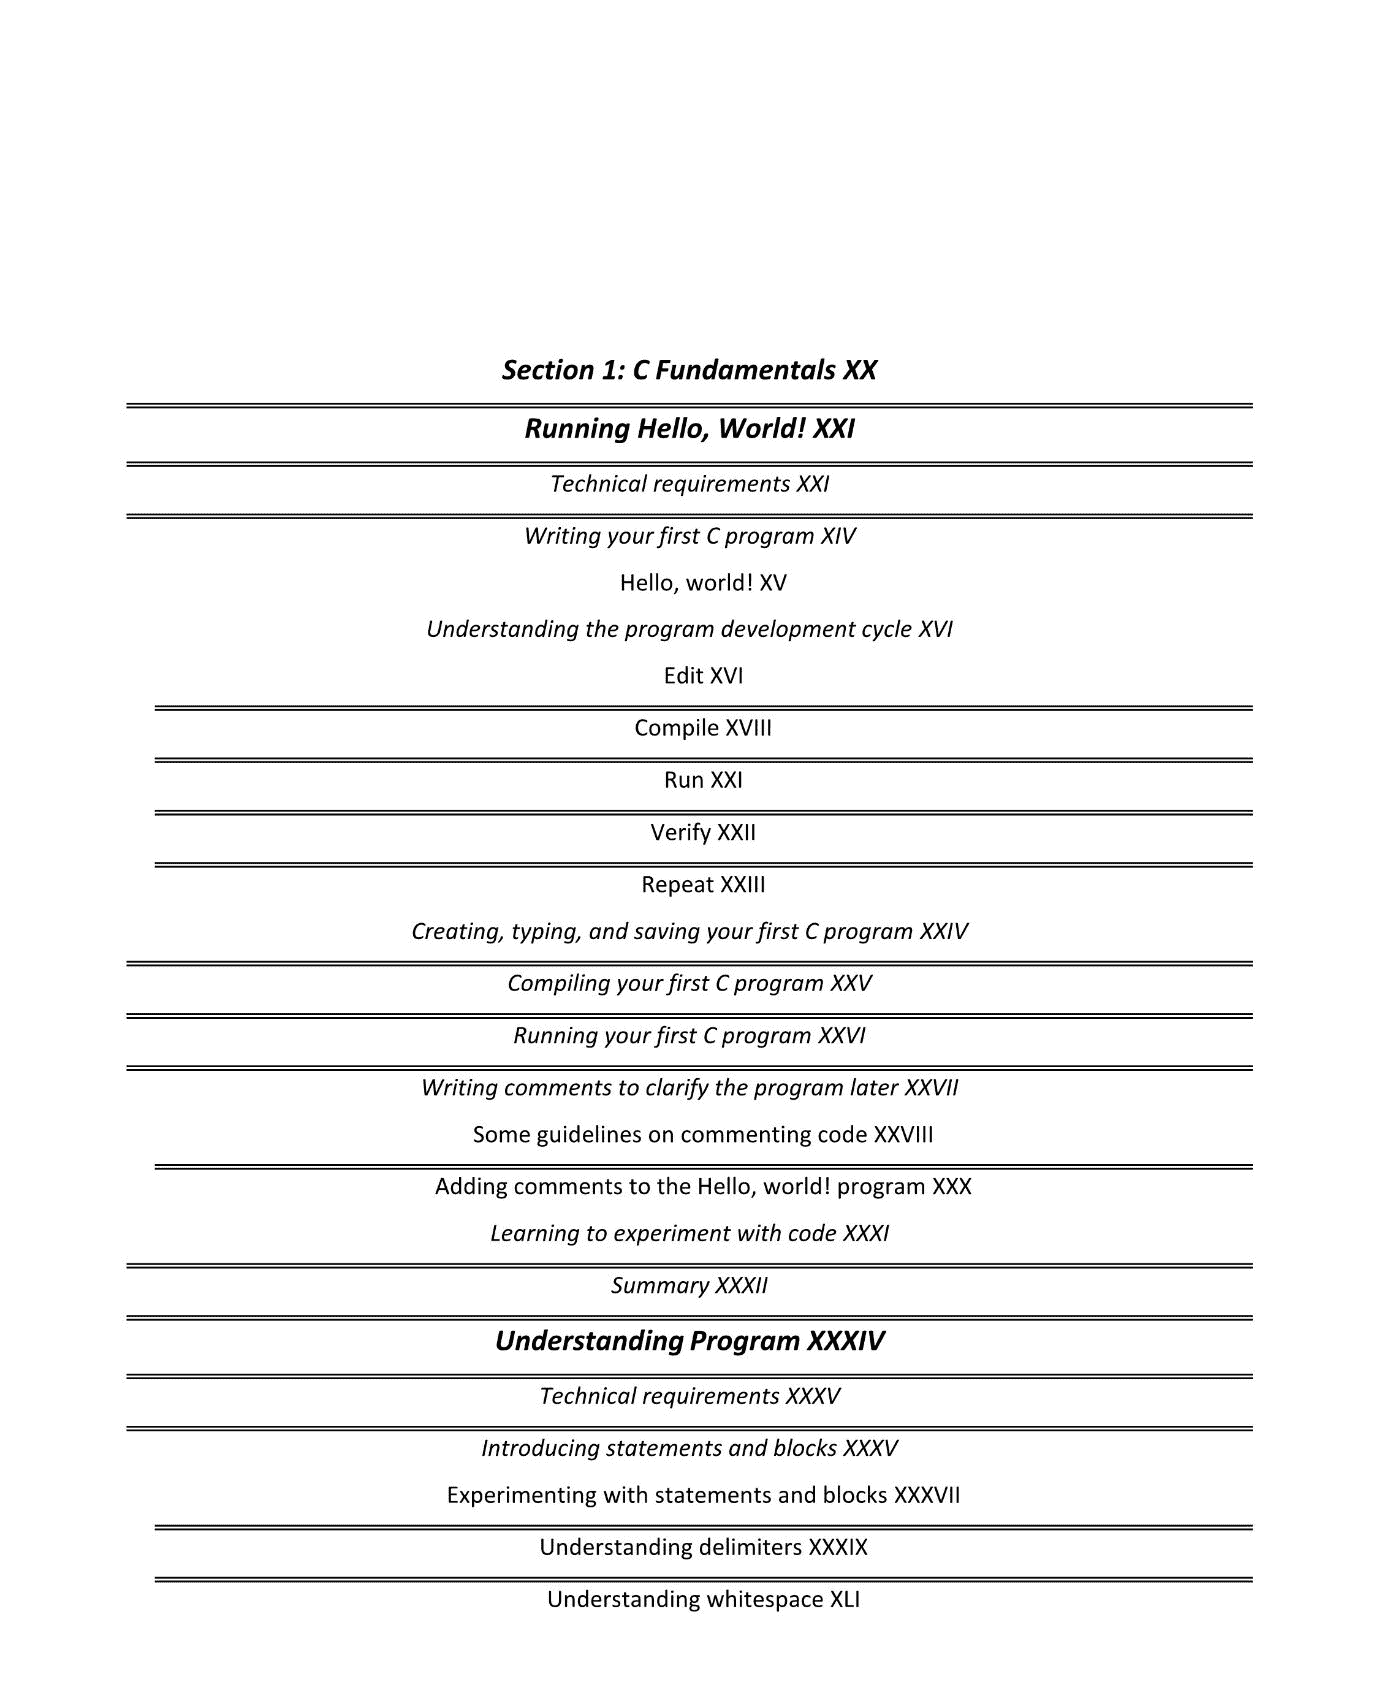 Section 1: C Fundamentals XX
Running Hello, World! XXI
Technical requirements XXI
Writing your first C program XIV
Hello, world! XV
Understanding the program development cycle XVI
Edit XVI
Compile XVIII
Run XXI
Verify XXII
Repeat XXIII
Creating, typing, and saving your first C program XXIV
Compiling your first C program XXV
Running your first C program XXVI
Writing comments to clarify the program later XXVII
Some guidelines on commenting code XXVIII
Adding comments to the Hello, world! program XXX
Learning to experiment with code XXXI
Summary XXXII
Understanding Program XXXIV
Technical requirements XXXV
Introducing statements and blocks XXXV
Experimenting with statements and blocks XXXVII
Understanding delimiters XXXIX
Understanding whitespace XLI